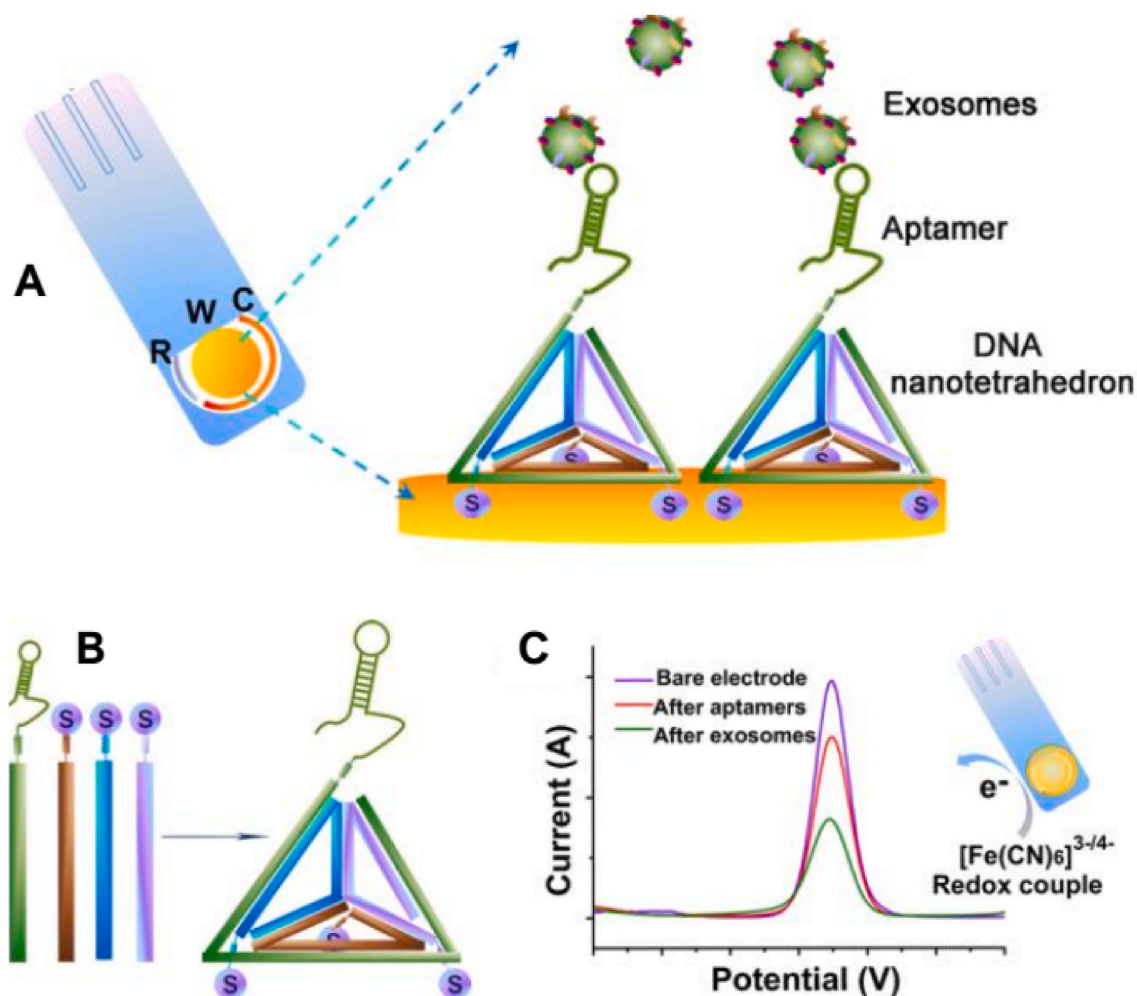 A
R
W
C
Exosomes
Aptamer
DNA
nanotetrahedron
S
S
S
S
S
S
B
S
S
S
S
S
S
C
Bare electrode
After aptamers
After exosomes
Current (A)
Potential (V)
e-
[Fe(CN)6]3-/4-
Redox couple